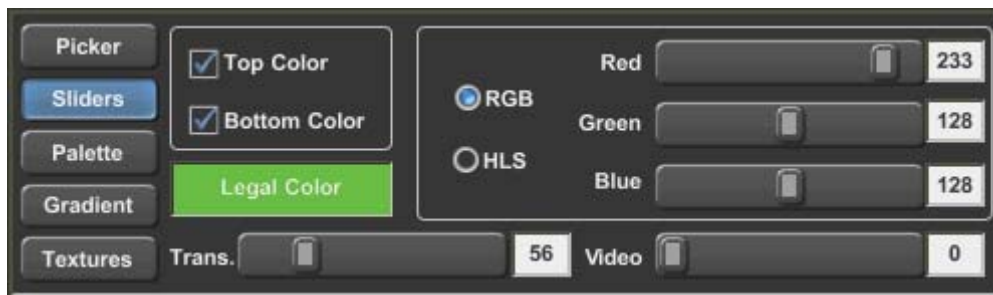 Picker
Sliders
Palette
Gradient
Textures
Top Color
Bottom Color
Legal Color
RGB
HLS
Red 233
Green 128
Blue 128
Trans. 56
Video 0